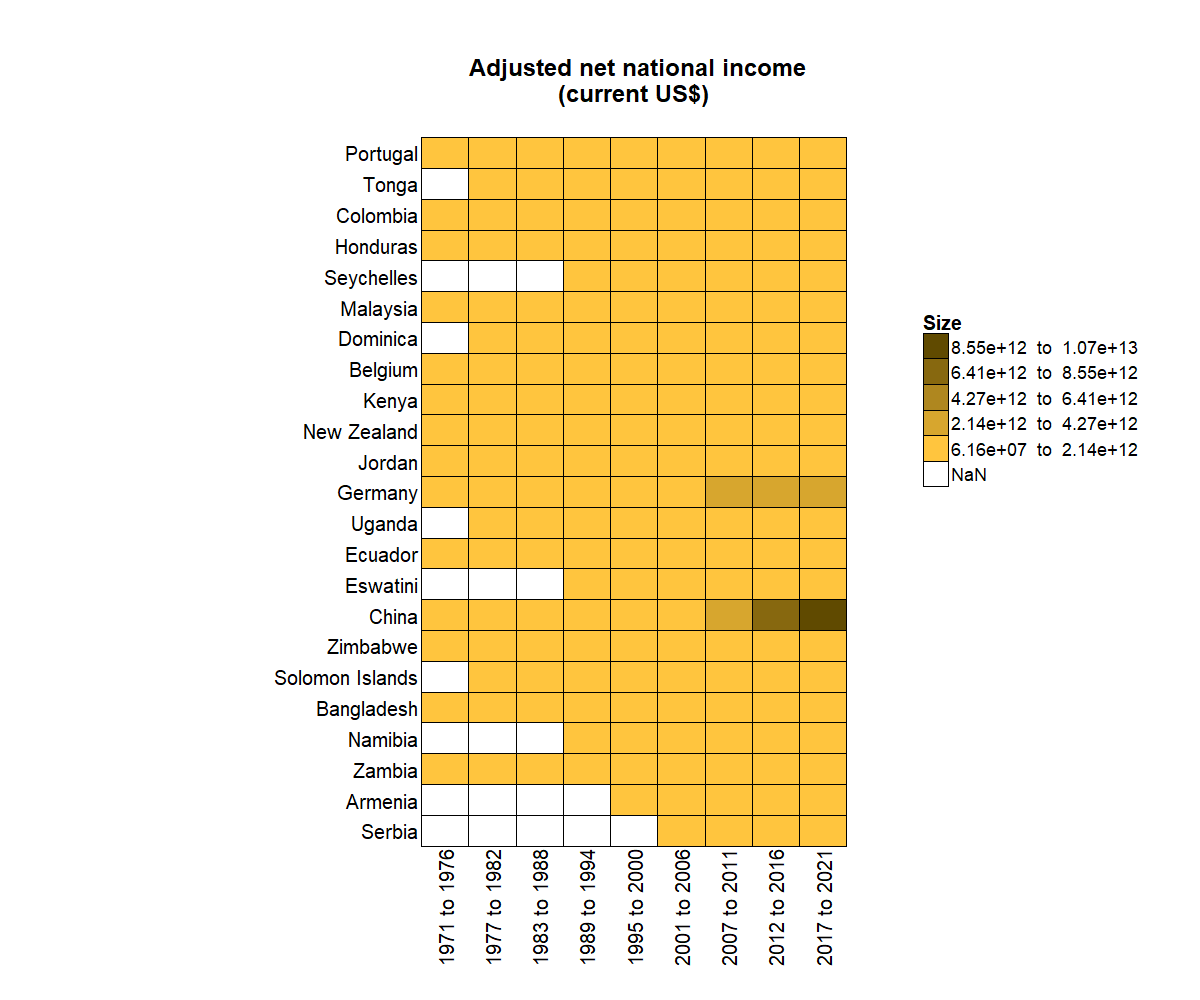 Adjusted net national income
(current US$)
Portugal
Tonga
Colombia
Honduras
Seychelles
Malaysia
Dominica
Belgium
Kenya
New Zealand
Jordan
Germany
Uganda
Ecuador
Eswatini
China
Zimbabwe
Solomon Islands
Bangladesh
Namibia
Zambia
Armenia
Serbia
1971 to 1976
1977 to 1982
1983 to 1988
1989 to 1994
1995 to 2000
2001 to 2006
2007 to 2011
2012 to 2016
2017 to 2021
Size
8.55e+12 to 1.07e+13
6.41e+12 to 8.55e+12
4.27e+12 to 6.41e+12
2.14e+12 to 4.27e+12
6.16e+07 to 2.14e+12
NaN